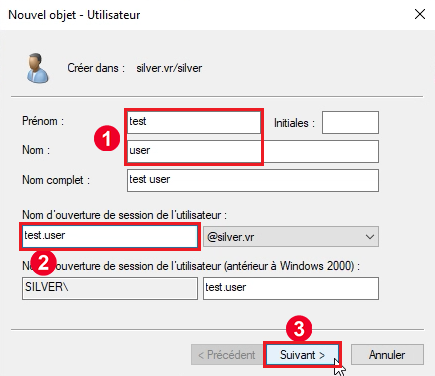 Nouvel objet - Utilisateur
Créer dans : silver.vr/silver
Prénom : test Initiales :
1
Nom : user
Nom complet : test user
Nom d'ouverture de session de l'utilisateur :
test.user @silver.vr
2
Nom d'ouverture de session de l'utilisateur (antérieur à Windows 2000) :
SILVER\ test.user
3
< Précédent Suivant > Annuler